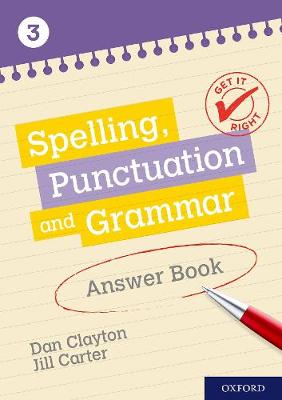 3
GET IT
RIGHT
Spelling,
Punctuation
and Grammar
Answer Book
Dan Clayton
Jill Carter
OXFORD